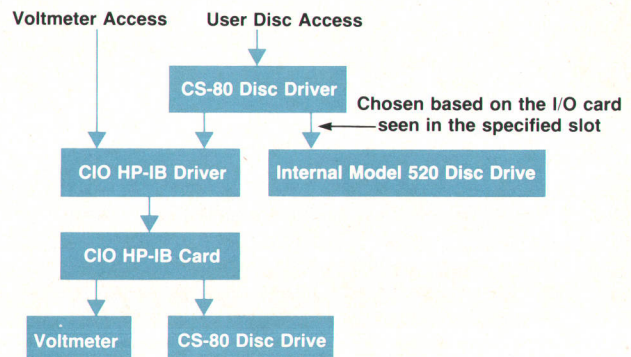 Voltmeter Access
User Disc Access
CS-80 Disc Driver
Chosen based on the I/O card
seen in the specified slot
CIO HP-IB Driver
Internal Model 520 Disc Drive
CIO HP-IB Card
Voltmeter
CS-80 Disc Drive